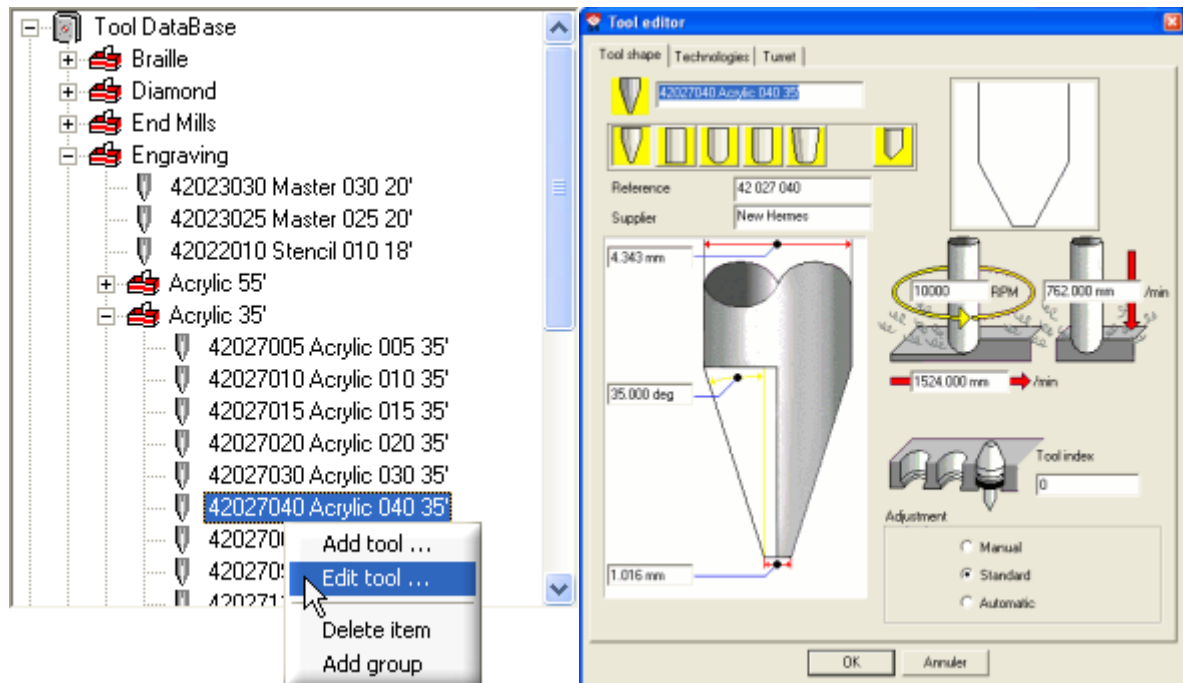 Tool DataBase
Braille
Diamond
End Mills
Engraving
42023030 Master 030 20'
42023025 Master 025 20'
42022010 Stencil 010 18'
Acrylic 55'
Acrylic 35'
42027005 Acrylic 005 35'
42027010 Acrylic 010 35'
42027015 Acrylic 015 35'
42027020 Acrylic 020 35'
42027030 Acrylic 030 35'
42027040 Acrylic 040 35'
Add tool ...
Edit tool ...
Delete item
Add group
Tool editor
Tool shape Technologies Turret
42027040 Acrylic 040 35'
Reference 42 027 040
Supplier New Hermes
4.343 mm
10000 RPM 762.000 mm /min
35.000 deg 1524.000 mm /min
Tool index
0
Adjustment
Manual
1.016 mm Standard
Automatic
OK Annuler